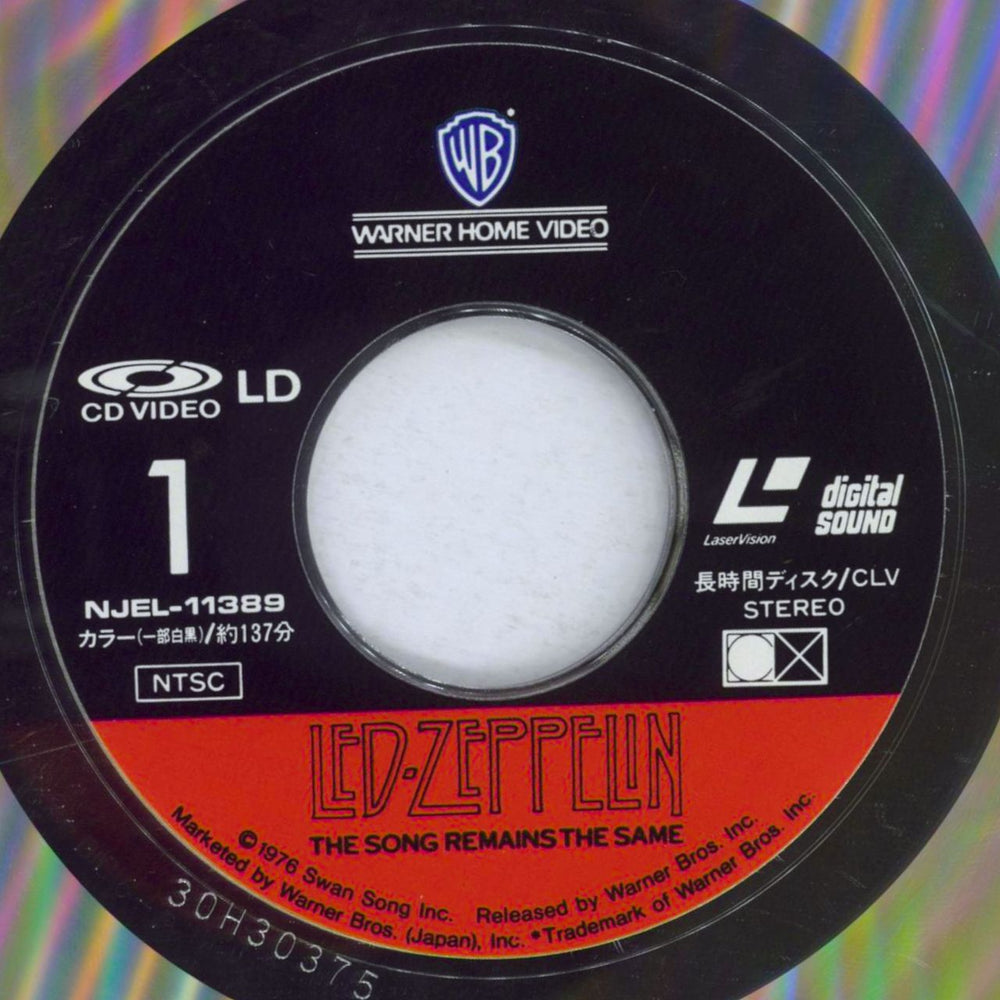 WB
WARNER HOME VIDEO
CD VIDEO LD
1
NJEL-11389
カラー(一部白黒)/約137分
NTSC
LaserVision
digital SOUND
長時間ディスク/CLV
STEREO
LED-ZEPPELIN
THE SONG REMAINS THE SAME
©1976 Swan Song Inc. Released by Warner Bros. Inc.
Marketed by Warner Bros. (Japan), Inc. *Trademark of Warner Bros. Inc.
30H30375